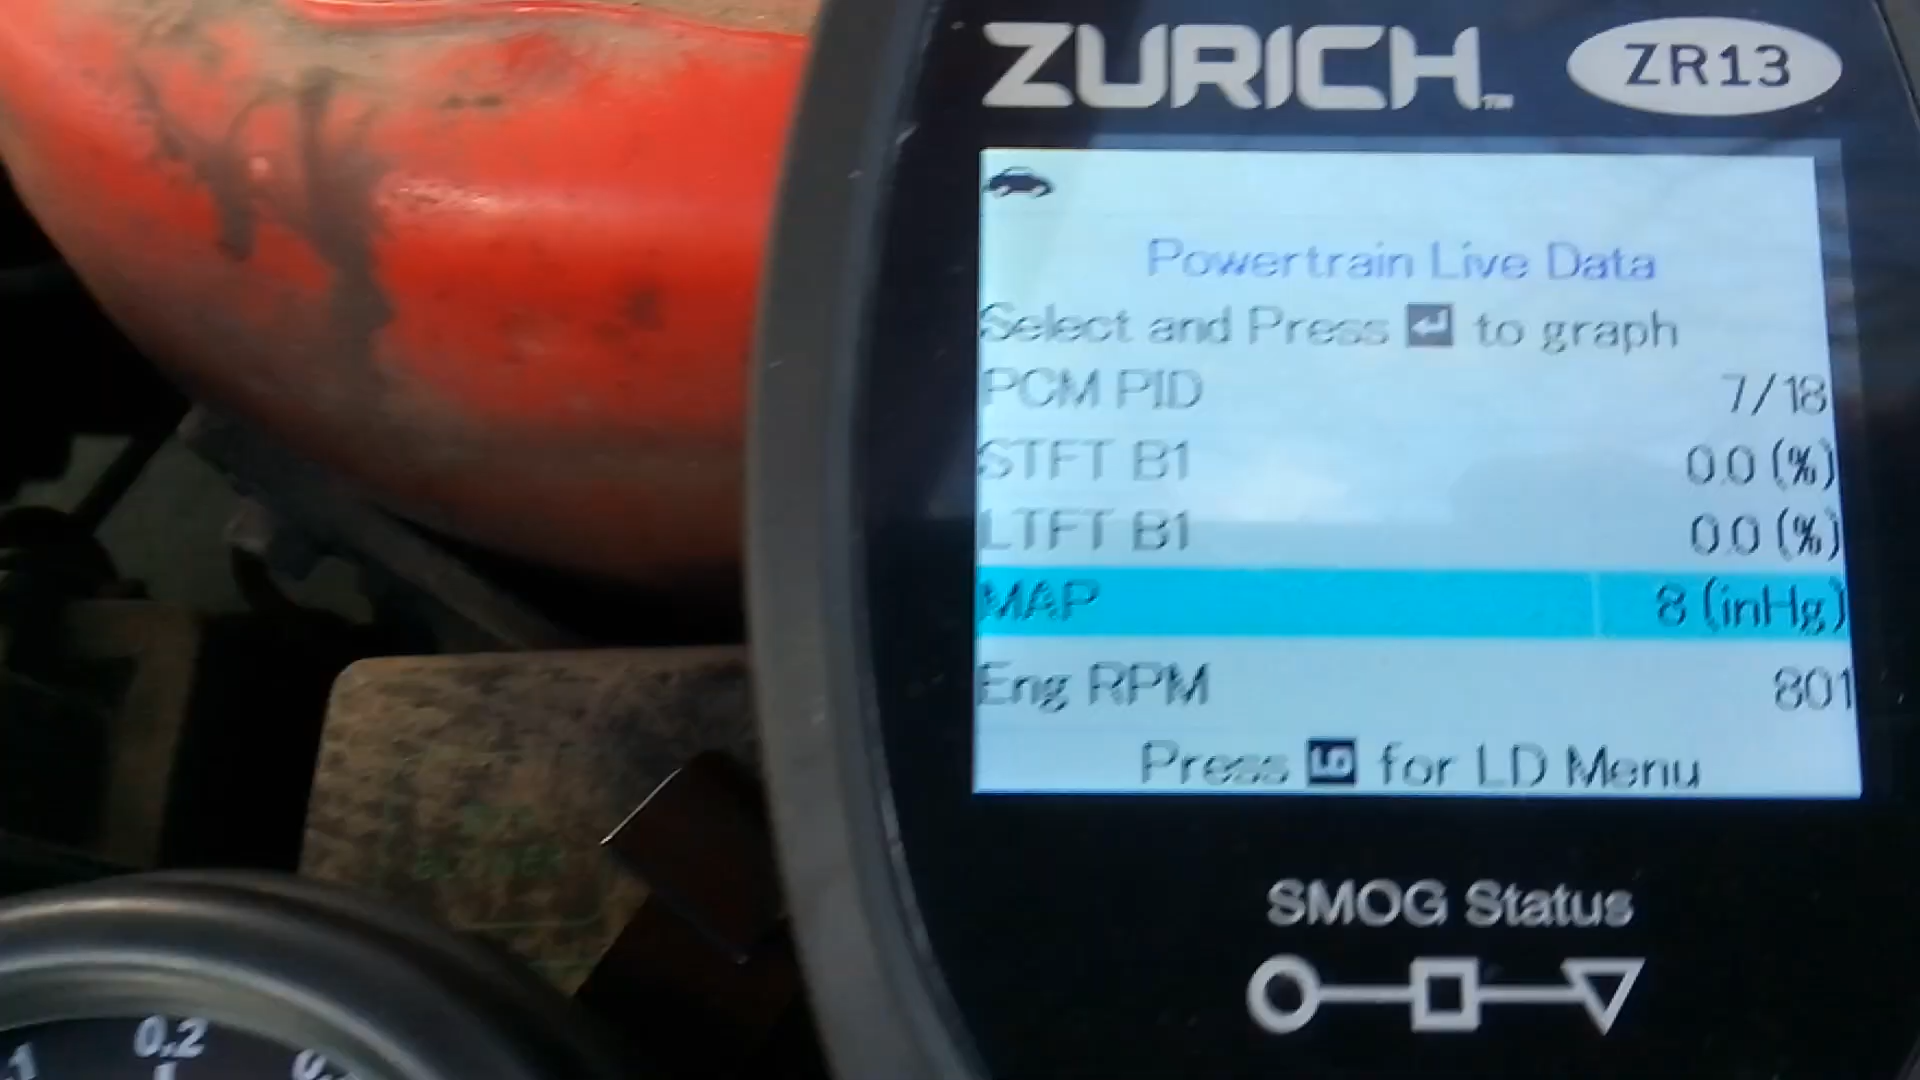 ZURICH™ ZR13
Powertrain Live Data
Select and Press to graph
PCM PID 7/18
STFT B1 0.0 (%)
LTFT B1 0.0 (%)
MAP 8 (inHg)
Eng RPM 801
Press for LD Menu
SMOG Status
0.2